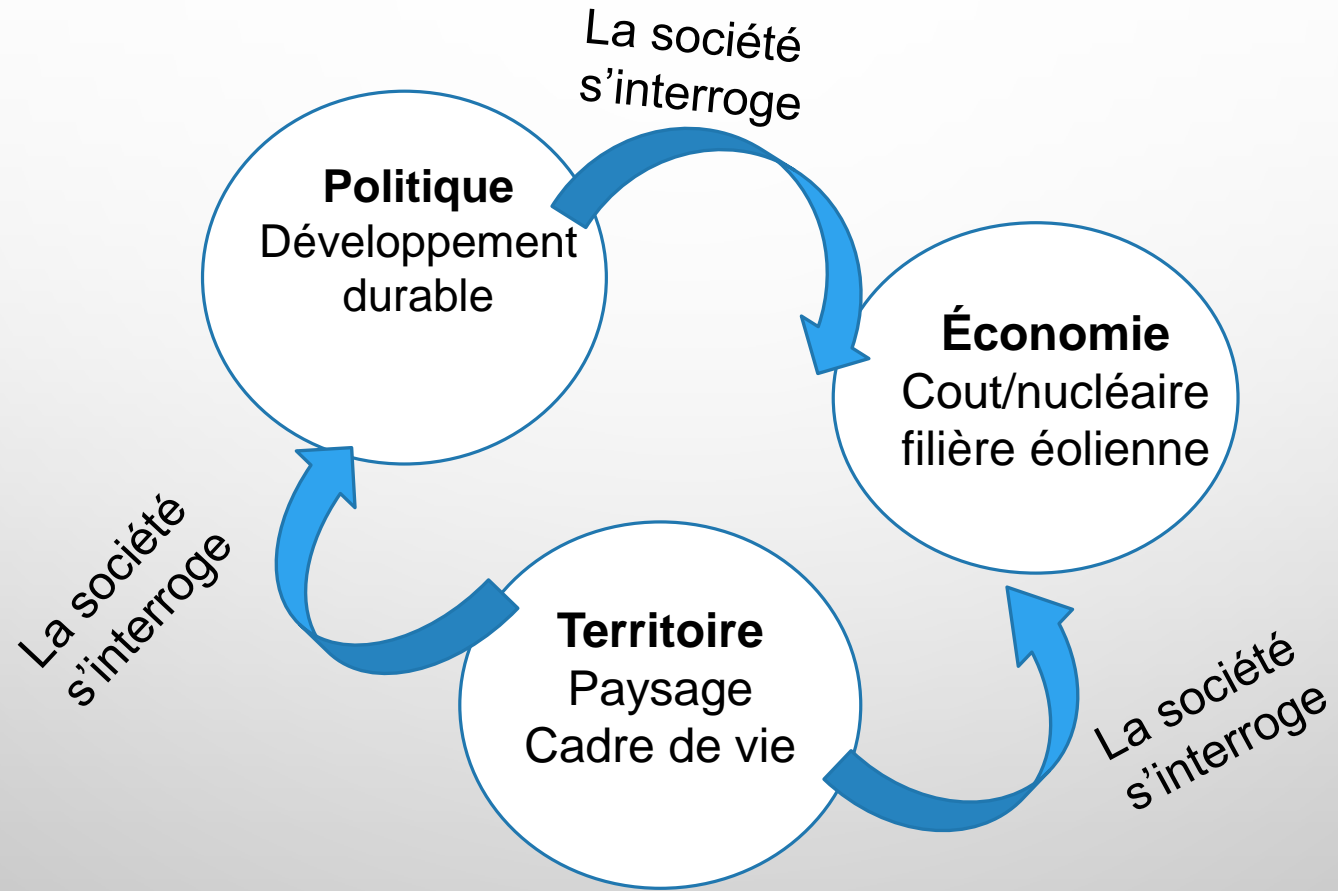 La société
s’interroge
Politique
Développement
durable
Économie
Cout/nucléaire
filière éolienne
La société
s’interroge
Territoire
Paysage
Cadre de vie
La société
s’interroge